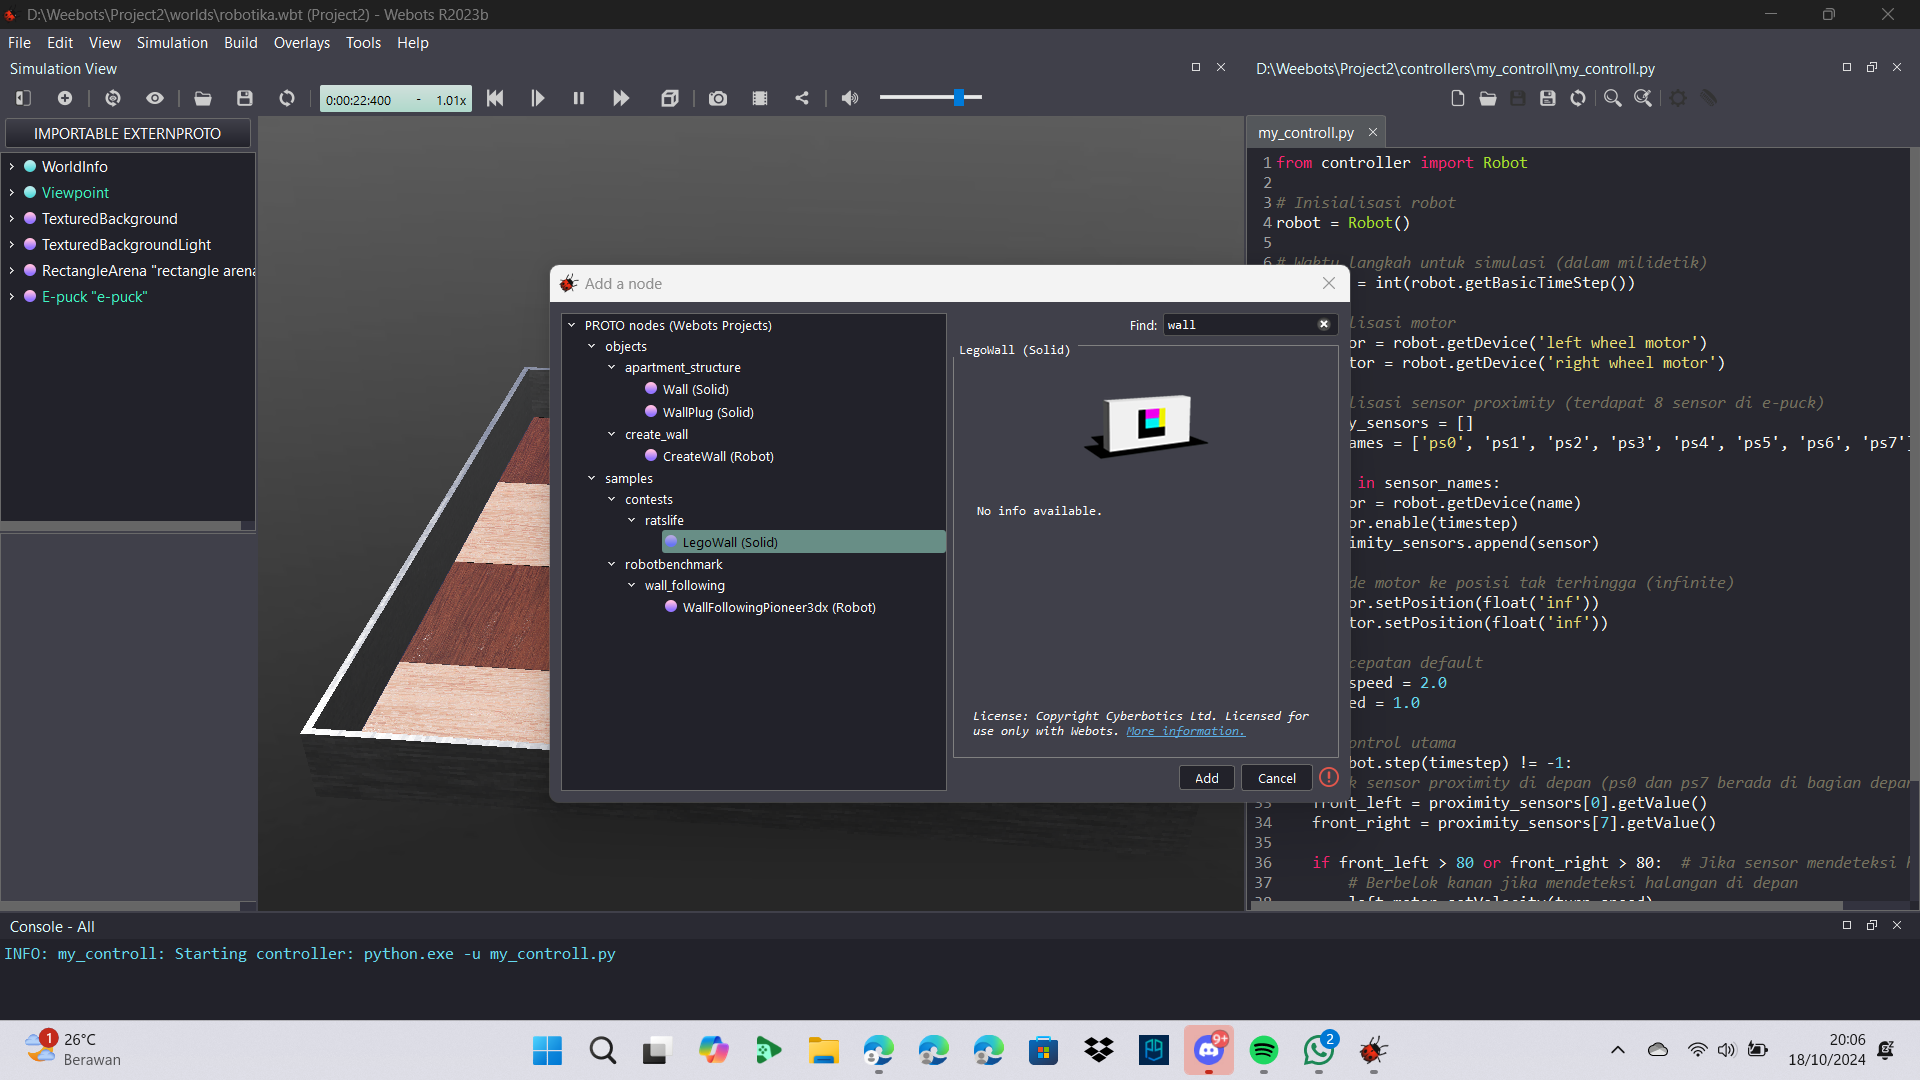 D:\Weebots\Project2\worlds\robotika.wbt (Project2) - Webots R2023b
File Edit View Simulation Build Overlays Tools Help
Simulation View
D:\Weebots\Project2\controllers\my_controll\my_controll.py
0:00:22:400 - 1.01x
IMPORTABLE EXTERNPROTO
WorldInfo
Viewpoint
TexturedBackground
TexturedBackgroundLight
RectangleArena "rectangle arena
E-puck "e-puck"
Add a node
PROTO nodes (Webots Projects)
objects
apartment_structure
Wall (Solid)
WallPlug (Solid)
create_wall
CreateWall (Robot)
samples
contests
ratslife
LegoWall (Solid)
robotbenchmark
wall_following
WallFollowingPioneer3dx (Robot)
Find: wall
LegoWall (Solid)
No info available.
License: Copyright Cyberbotics Ltd. Licensed for
use only with Webots. More information.
Add Cancel
my_controll.py
1 from controller import Robot
2
3 # Inisialisasi robot
4 robot = Robot()
5
6 # Waktu langkah untuk simulasi (dalam milidetik)
= int(robot.getBasicTimeStep())
lisasi motor
or = robot.getDevice('left wheel motor')
tor = robot.getDevice('right wheel motor')
lisasi sensor proximity (terdapat 8 sensor di e-puck)
y_sensors = []
ames = ['ps0', 'ps1', 'ps2', 'ps3', 'ps4', 'ps5', 'ps6', 'ps7']
in sensor_names:
or = robot.getDevice(name)
or.enable(timestep)
imity_sensors.append(sensor)
de motor ke posisi tak terhingga (infinite)
or.setPosition(float('inf'))
tor.setPosition(float('inf'))
cepatan default
speed = 2.0
ed = 1.0
ontrol utama
bot.step(timestep) != -1:
k sensor proximity di depan (ps0 dan ps7 berada di bagian depan
33 front_left = proximity_sensors[0].getValue()
34 front_right = proximity_sensors[7].getValue()
35
36 if front_left > 80 or front_right > 80: # Jika sensor mendeteksi
37 # Berbelok kanan jika mendeteksi halangan di depan
38 left_motor.setVelocity(turn_speed)
Console - All
INFO: my_controll: Starting controller: python.exe -u my_controll.py
1
26°C
Berawan
9+
2
20:06
18/10/2024